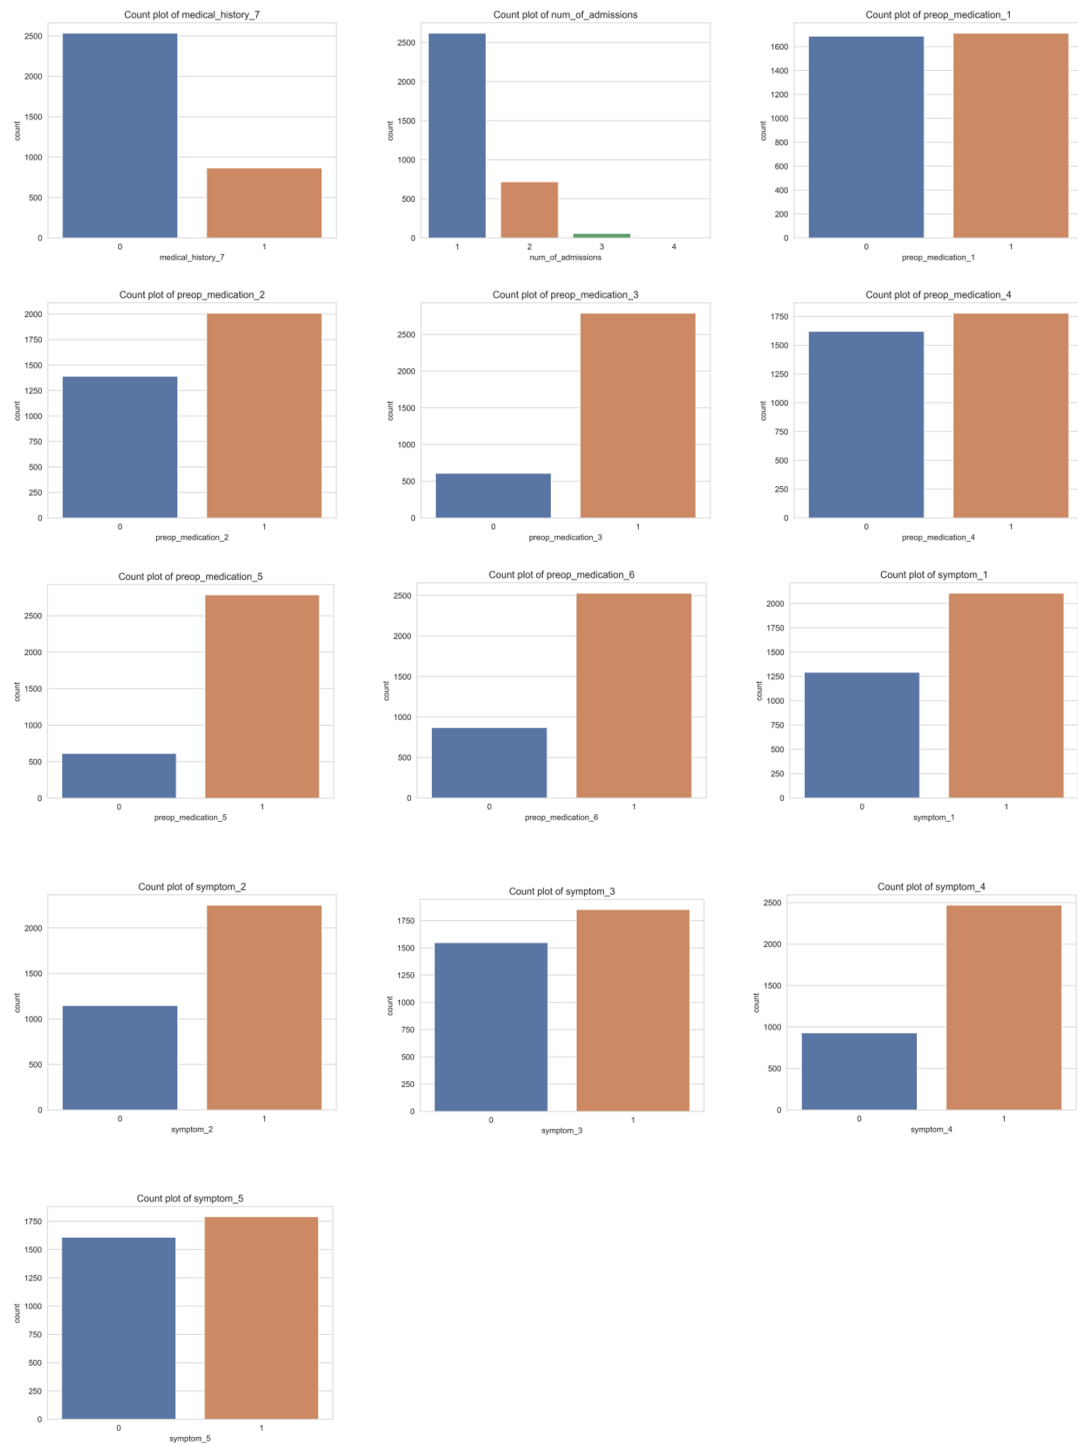 Count plot of medical_history_7
2500
2000
1500
1000
500
0
count
0 1
medical_history_7
Count plot of num_of_admissions
2500
2000
1500
1000
500
0
count
1 2 3 4
num_of_admissions
Count plot of preop_medication_1
1600
1400
1200
1000
800
600
400
200
0
count
0 1
preop_medication_1
Count plot of preop_medication_2
2000
1750
1500
1250
1000
750
500
250
0
count
0 1
preop_medication_2
Count plot of preop_medication_3
2500
2000
1500
1000
500
0
count
0 1
preop_medication_3
Count plot of preop_medication_4
1750
1500
1250
1000
750
500
250
0
count
0 1
preop_medication_4
Count plot of preop_medication_5
2500
2000
1500
1000
500
0
count
0 1
preop_medication_5
Count plot of preop_medication_6
2500
2000
1500
1000
500
0
count
0 1
preop_medication_6
Count plot of symptom_1
2000
1750
1500
1250
1000
750
500
250
0
count
0 1
symptom_1
Count plot of symptom_2
2000
1500
1000
500
0
count
0 1
symptom_2
Count plot of symptom_3
1750
1500
1250
1000
750
500
250
0
count
0 1
symptom_3
Count plot of symptom_4
2500
2000
1500
1000
500
0
count
0 1
symptom_4
Count plot of symptom_5
1750
1500
1250
1000
750
500
250
0
count
0 1
symptom_5